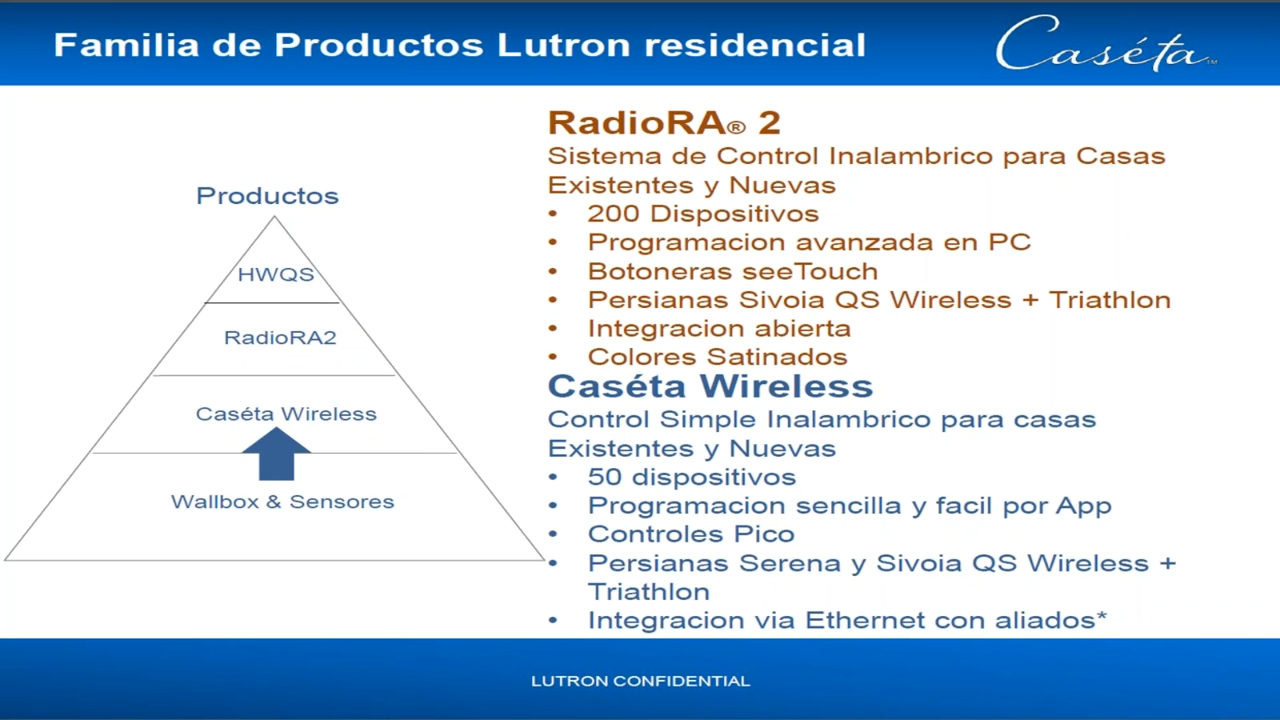 Familia de Productos Lutron residencial
Caséta℠
Productos
HWQS
RadioRA2
Caséta Wireless
Wallbox & Sensores
RadioRA® 2
Sistema de Control Inalambrico para Casas
Existentes y Nuevas
• 200 Dispositivos
• Programacion avanzada en PC
• Botoneras seeTouch
• Persianas Sivoia QS Wireless + Triathlon
• Integracion abierta
• Colores Satinados
Caséta Wireless
Control Simple Inalambrico para casas
Existentes y Nuevas
• 50 dispositivos
• Programacion sencilla y facil por App
• Controles Pico
• Persianas Serena y Sivoia QS Wireless +
Triathlon
• Integracion via Ethernet con aliados*
LUTRON CONFIDENTIAL